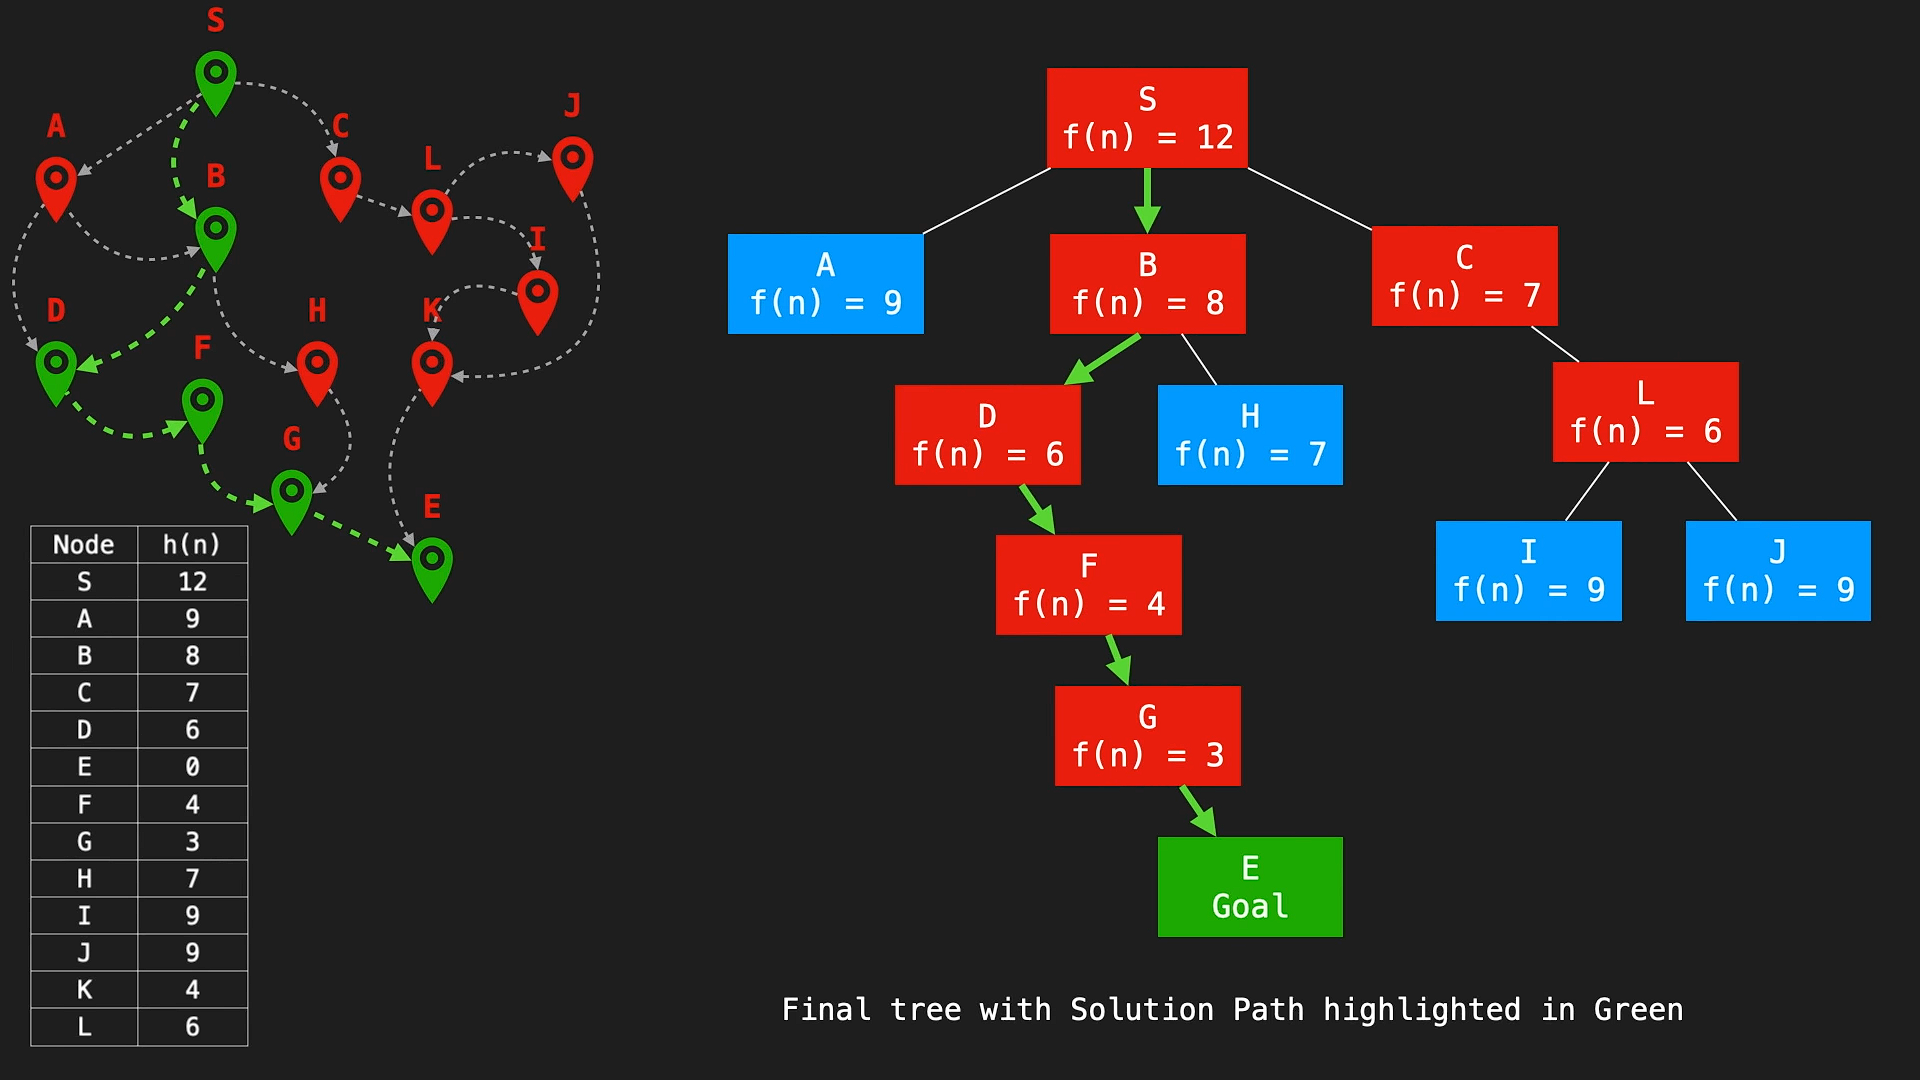 S
A
C
J
L
B
I
D
H
K
F
G
E
Node h(n)
S 12
A 9
B 8
C 7
D 6
E 0
F 4
G 3
H 7
I 9
J 9
K 4
L 6
S
f(n) = 12
A
f(n) = 9
B
f(n) = 8
C
f(n) = 7
D
f(n) = 6
H
f(n) = 7
L
f(n) = 6
F
f(n) = 4
I
f(n) = 9
J
f(n) = 9
G
f(n) = 3
E
Goal
Final tree with Solution Path highlighted in Green